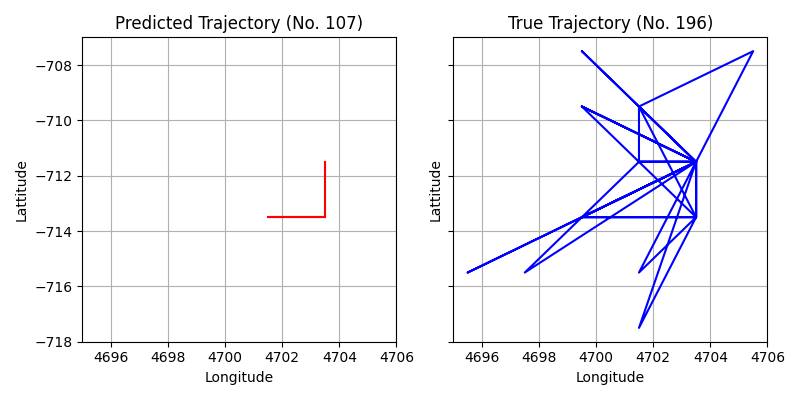 Predicted Trajectory (No. 107)
True Trajectory (No. 196)
−708
−710
−712
−714
−716
−718
Lattitude
Lattitude
4696 4698 4700 4702 4704 4706
4696 4698 4700 4702 4704 4706
Longitude
Longitude